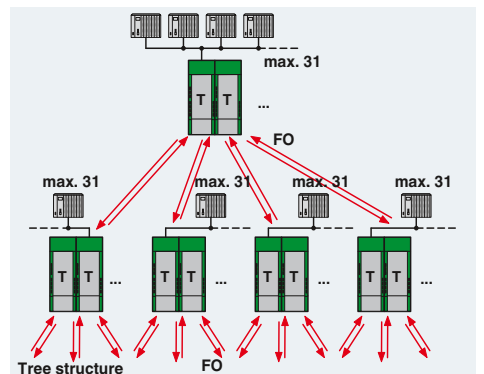 max. 31
T T ...
FO
max. 31 max. 31 max. 31 max. 31
T T ... T T ... T T ... T T ...
Tree structure FO